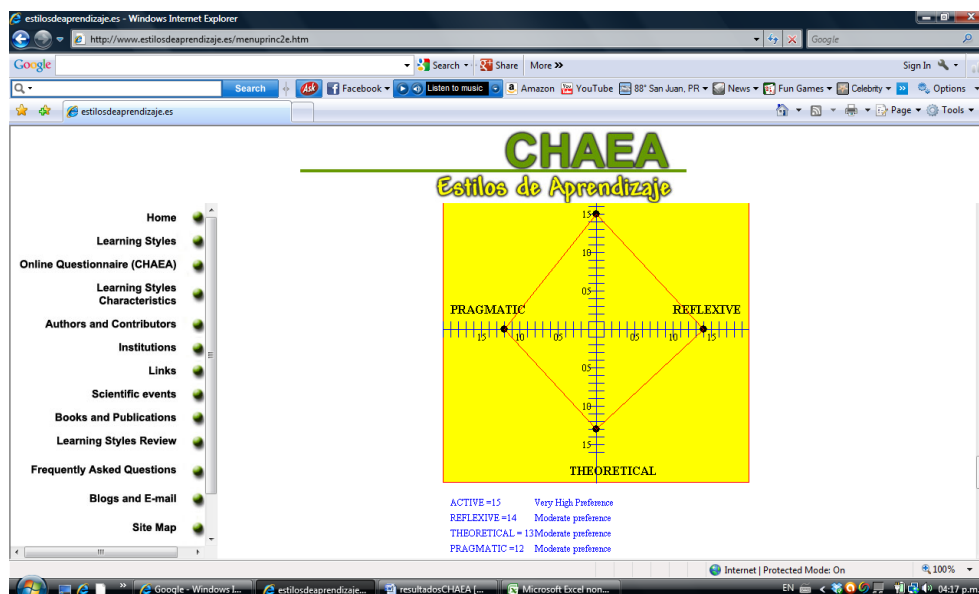 estilosdeaprendizaje.es - Windows Internet Explorer
http://www.estilosdeaprendizaje.es/menuprinc2e.htm
Google
Google
Search
Share
More »
Sign In
Search
Ask
Facebook
Listen to music
Amazon
YouTube
88° San Juan, PR
News
Fun Games
Celebrity
Options
estilosdeaprendizaje.es
Page
Tools
CHAEA
Estilos de Aprendizaje
Home
Learning Styles
Online Questionnaire (CHAEA)
Learning Styles
Characteristics
Authors and Contributors
Institutions
Links
Scientific events
Books and Publications
Learning Styles Review
Frequently Asked Questions
Blogs and E-mail
Site Map
15
10
05
PRAGMATIC
REFLEXIVE
15 10 05 05 15
05
10
15
THEORETICAL
ACTIVE =15 Very High Preference
REFLEXIVE =14 Moderate preference
THEORETICAL = 13 Moderate preference
PRAGMATIC =12 Moderate preference
Internet | Protected Mode: On
100%
Google - Windows I...
estilosdeaprendizaje...
resultadosCHAEA [...
Microsoft Excel non...
EN
04:17 p.m.